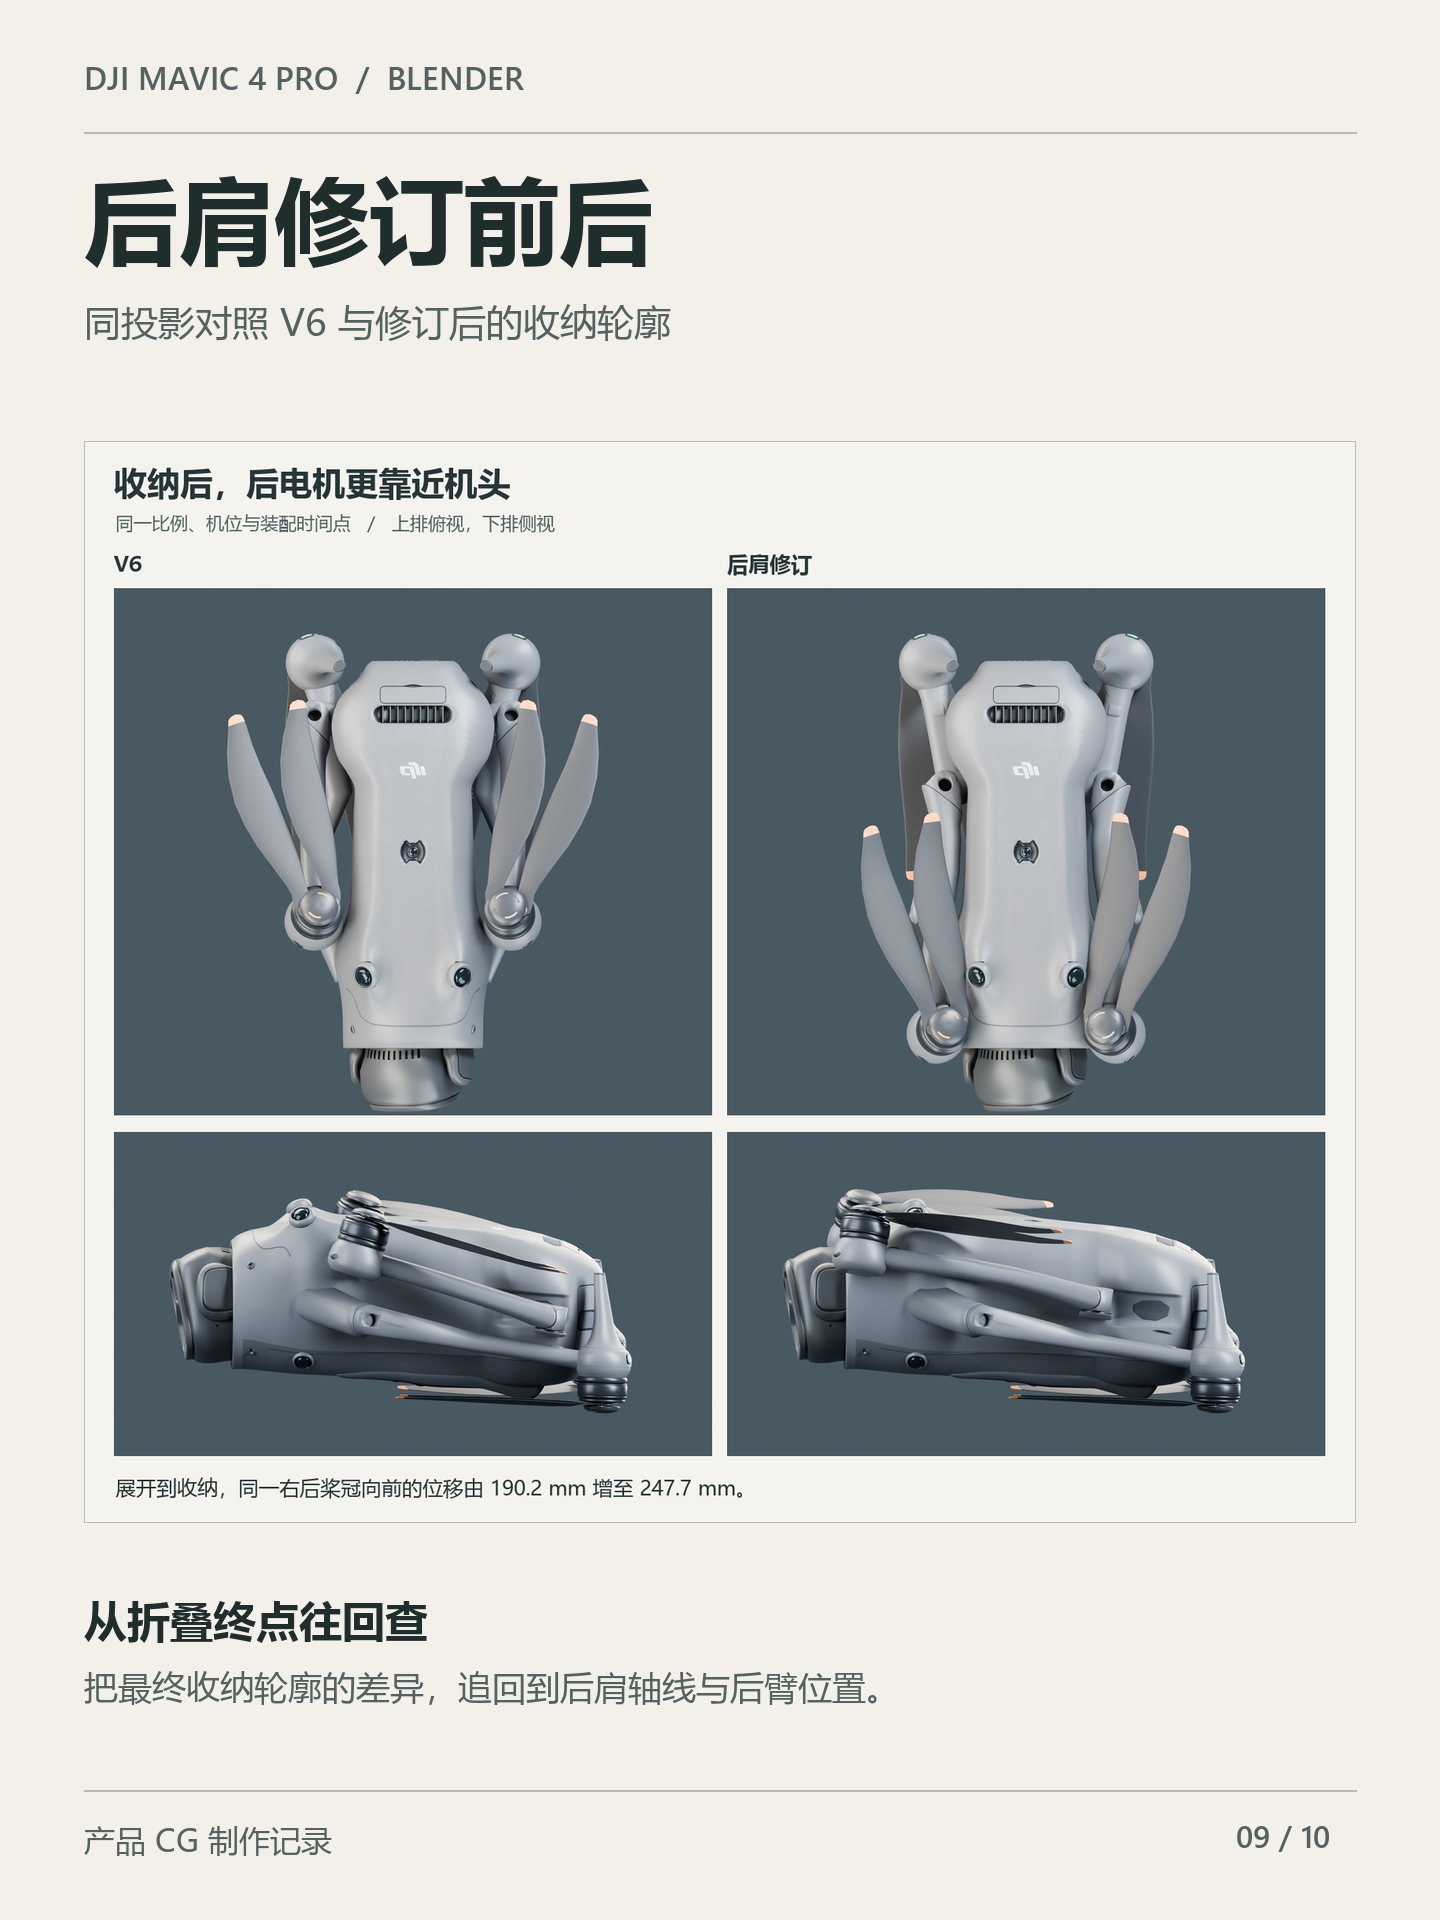 DJI MAVIC 4 PRO / BLENDER
后肩修订前后
同投影对照 V6 与修订后的收纳轮廓
收纳后，后电机更靠近机头
同一比例、机位与装配时间点 / 上排俯视，下排侧视
V6
后肩修订
dji
dji
展开到收纳，同一右后桨冠向前的位移由 190.2 mm 增至 247.7 mm。
从折叠终点往回查
把最终收纳轮廓的差异，追回到后肩轴线与后臂位置。
产品 CG 制作记录
09 / 10